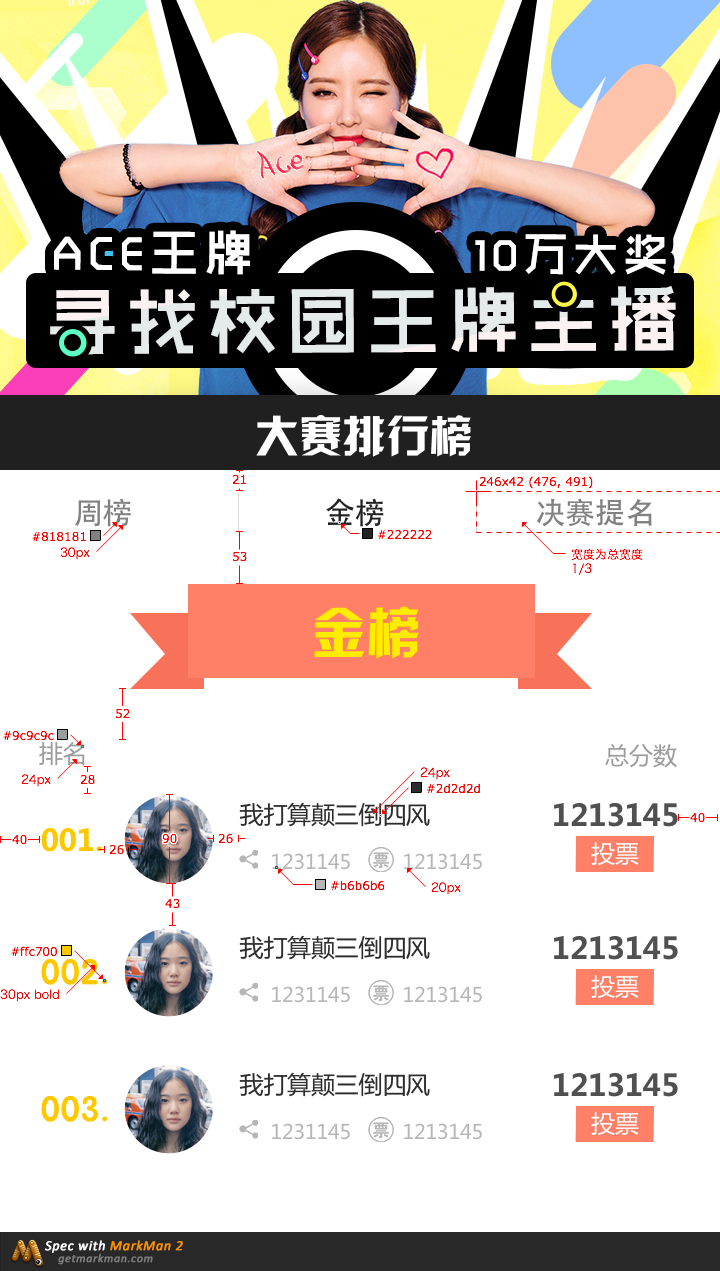 Ace
ACE王牌
10万大奖
寻找校园王牌主播
大赛排行榜
21
246x42 (476, 491)
周榜
金榜
决赛提名
#818181
30px
#222222
宽度为总宽度
1/3
53
金榜
52
#9c9c9c
排名
总分数
24px
28
24px
#2d2d2d
我打算颠三倒四风
1213145
40
40
001.
26
90
26
1231145
票
1213145
投票
#b6b6b6
20px
43
#ffc700
002.
30px bold
我打算颠三倒四风
1213145
1231145
票
1213145
投票
003.
我打算颠三倒四风
1213145
1231145
票
1213145
投票
Spec with MarkMan 2
getmarkman.com